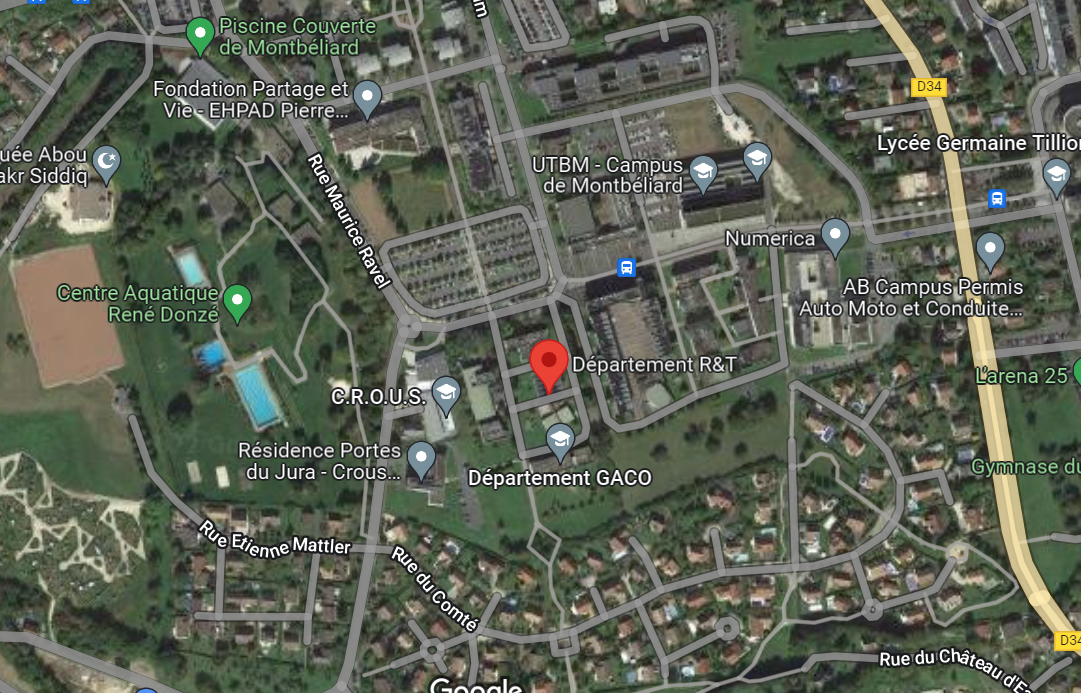 Piscine Couverte
de Montbéliard
D34
Fondation Partage et
Vie - EHPAD Pierre...
Lycée Germaine Tillion
uée Abou
akr Siddiq
UTBM - Campus
de Montbéliard
Rue Maurice Ravel
Numerica
AB Campus Permis
Auto Moto et Conduite...
Centre Aquatique
René Donzé
Département R&T
L'arena 25
C.R.O.U.S.
Résidence Portes
du Jura - Crous...
Département GACO
Gymnase du
Rue Etienne Mattler
Rue du Comté
D34
Rue du Château d'E
Google